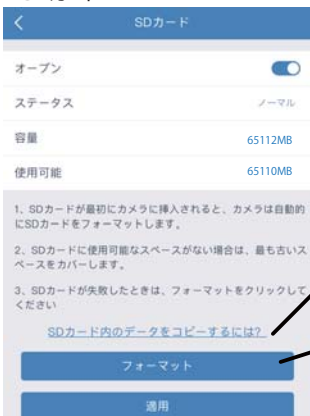 SDカード
オープン
ステータス ノーマル
容量 65112MB
使用可能 65110MB
1、SDカードが最初にカメラに挿入されると、カメラは自動的
にSDカードをフォーマットします。
2、SDカードに使用可能なスペースがない場合は、最も古いス
ペースをカバーします。
3、SDカードが失敗したときは、フォーマットをクリックして
ください
SDカード内のデータをコピーするには?
フォーマット
適用